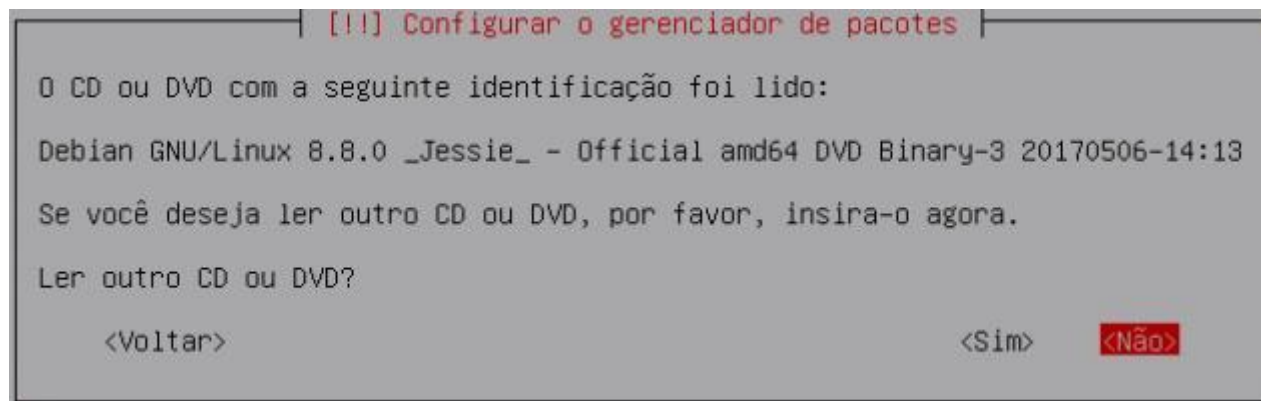 [!!] Configurar o gerenciador de pacotes
O CD ou DVD com a seguinte identificação foi lido:
Debian GNU/Linux 8.8.0 _Jessie_ - Official amd64 DVD Binary-3 20170506-14:13
Se você deseja ler outro CD ou DVD, por favor, insira-o agora.
Ler outro CD ou DVD?
<Voltar> <Sim> <Não>